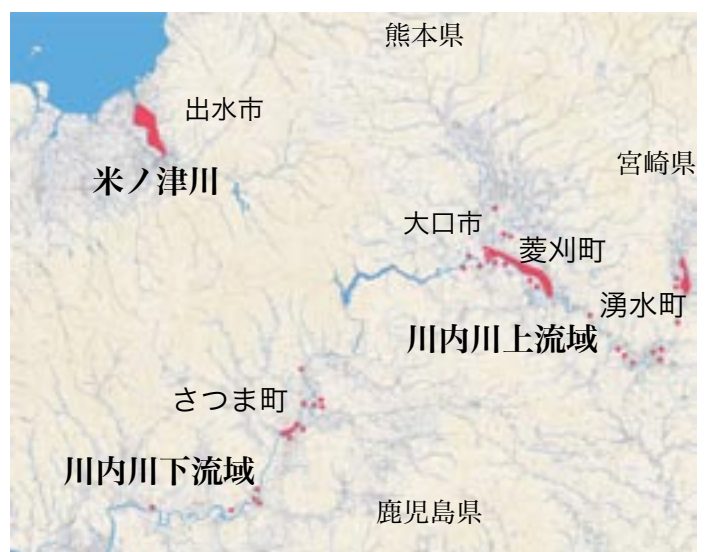 熊本県
出水市
宮崎県
米ノ津川
大口市
菱刈町
湧水町
川内川上流域
さつま町
川内川下流域
鹿児島県